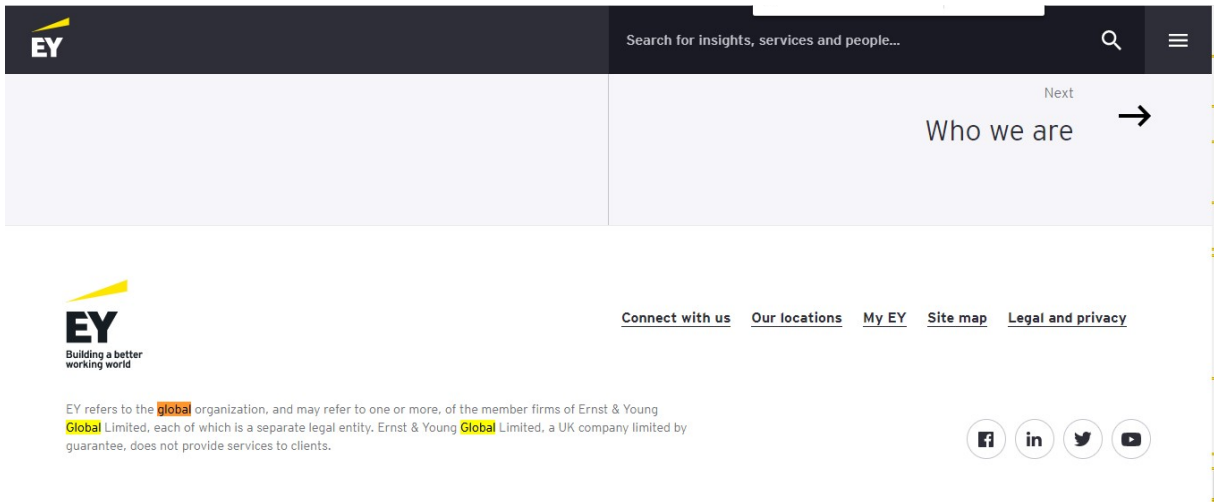 EY
Search for insights, services and people...
Next
Who we are
EY
Building a better
working world
Connect with us Our locations My EY Site map Legal and privacy
EY refers to the global organization, and may refer to one or more, of the member firms of Ernst & Young
Global Limited, each of which is a separate legal entity. Ernst & Young Global Limited, a UK company limited by
guarantee, does not provide services to clients.